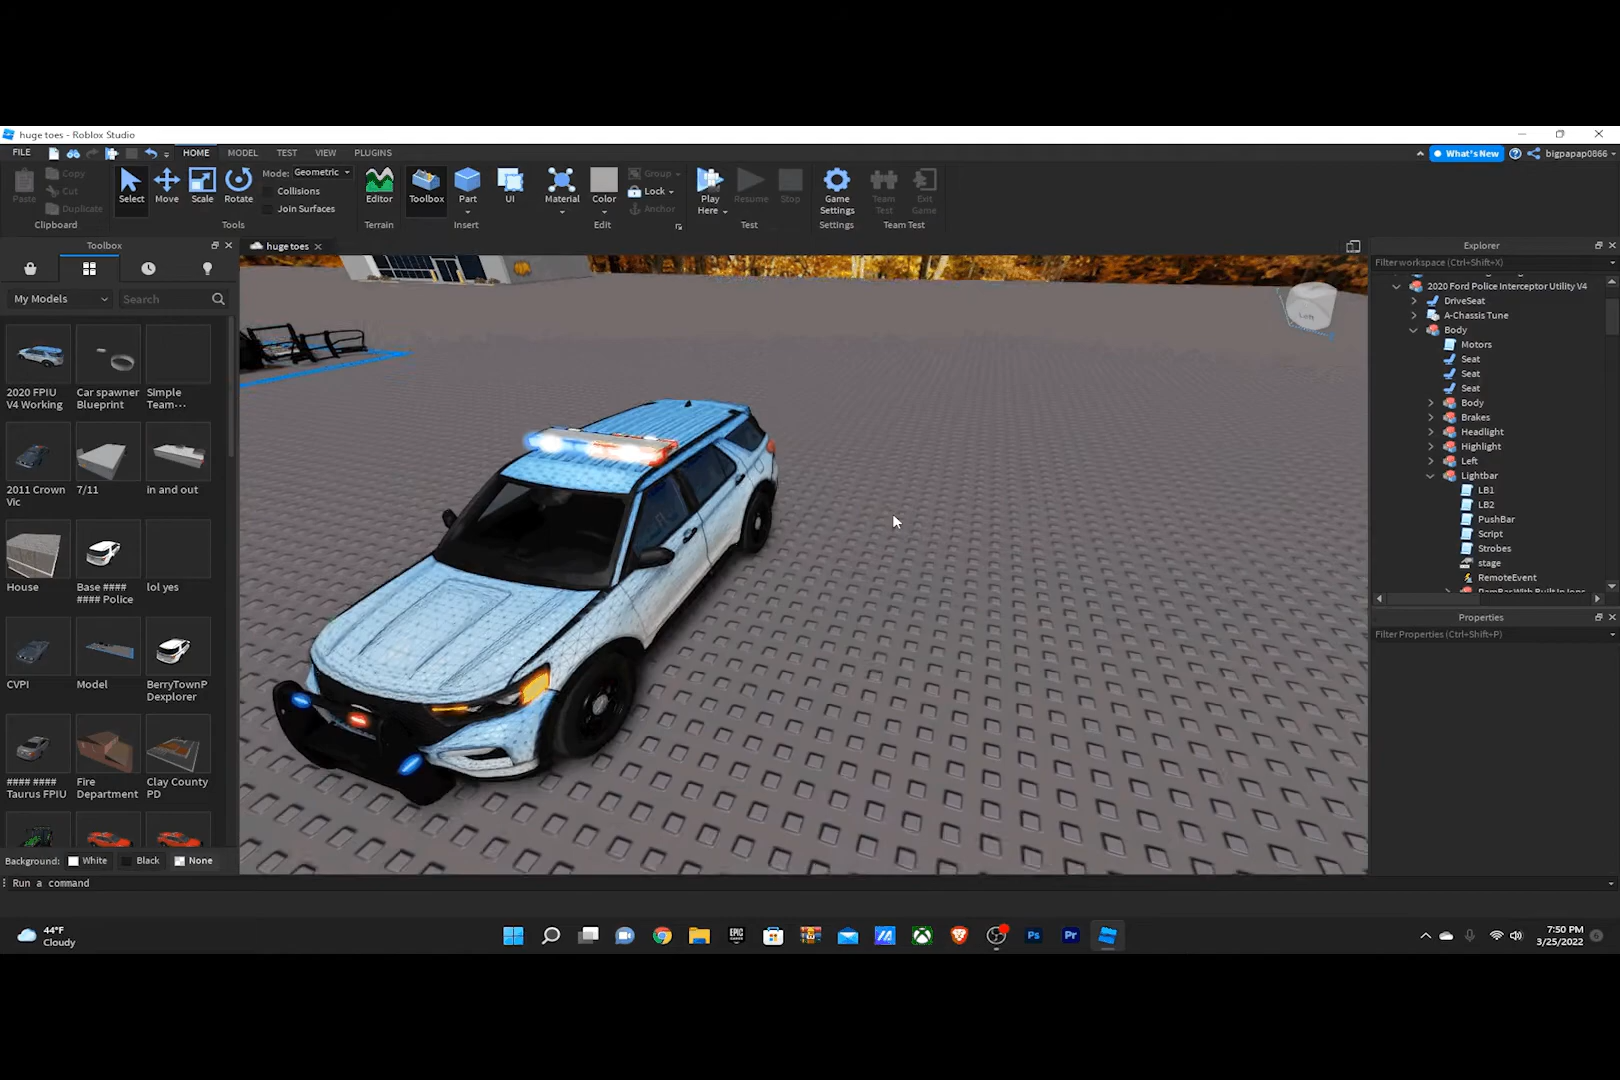 huge toes - Roblox Studio
FILE HOME MODEL TEST VIEW PLUGINS What's New bigpapap0866
Paste Copy Cut Duplicate Clipboard
Select Move Scale Rotate Mode: Geometric Collisions Join Surfaces Tools
Editor Terrain
Toolbox Part UI Insert
Material Color Group Lock Anchor Edit
Play Here Resume Stop Test
Game Settings Settings
Team Test Exit Game Team Test
Toolbox
huge toes
Explorer
Filter workspace (Ctrl+Shift+X)
My Models Search
2020 FPIU V4 Working
Car spawner Blueprint
Simple Team...
2011 Crown Vic
7/11
in and out
House
Base #### #### Police
lol yes
CVPI
Model
BerryTownP Dexplorer
#### #### Taurus FPIU
Fire Department
Clay County PD
Background: White Black None
Left
2020 Ford Police Interceptor Utility V4
DriveSeat
A-Chassis Tune
Body
Motors
Seat
Seat
Seat
Body
Brakes
Headlight
Highlight
Left
Lightbar
LB1
LB2
PushBar
Script
Strobes
stage
RemoteEvent
Properties
Filter Properties (Ctrl+Shift+P)
Run a command
44°F
Cloudy
EPIC
Ps
Pr
7:50 PM
3/25/2022